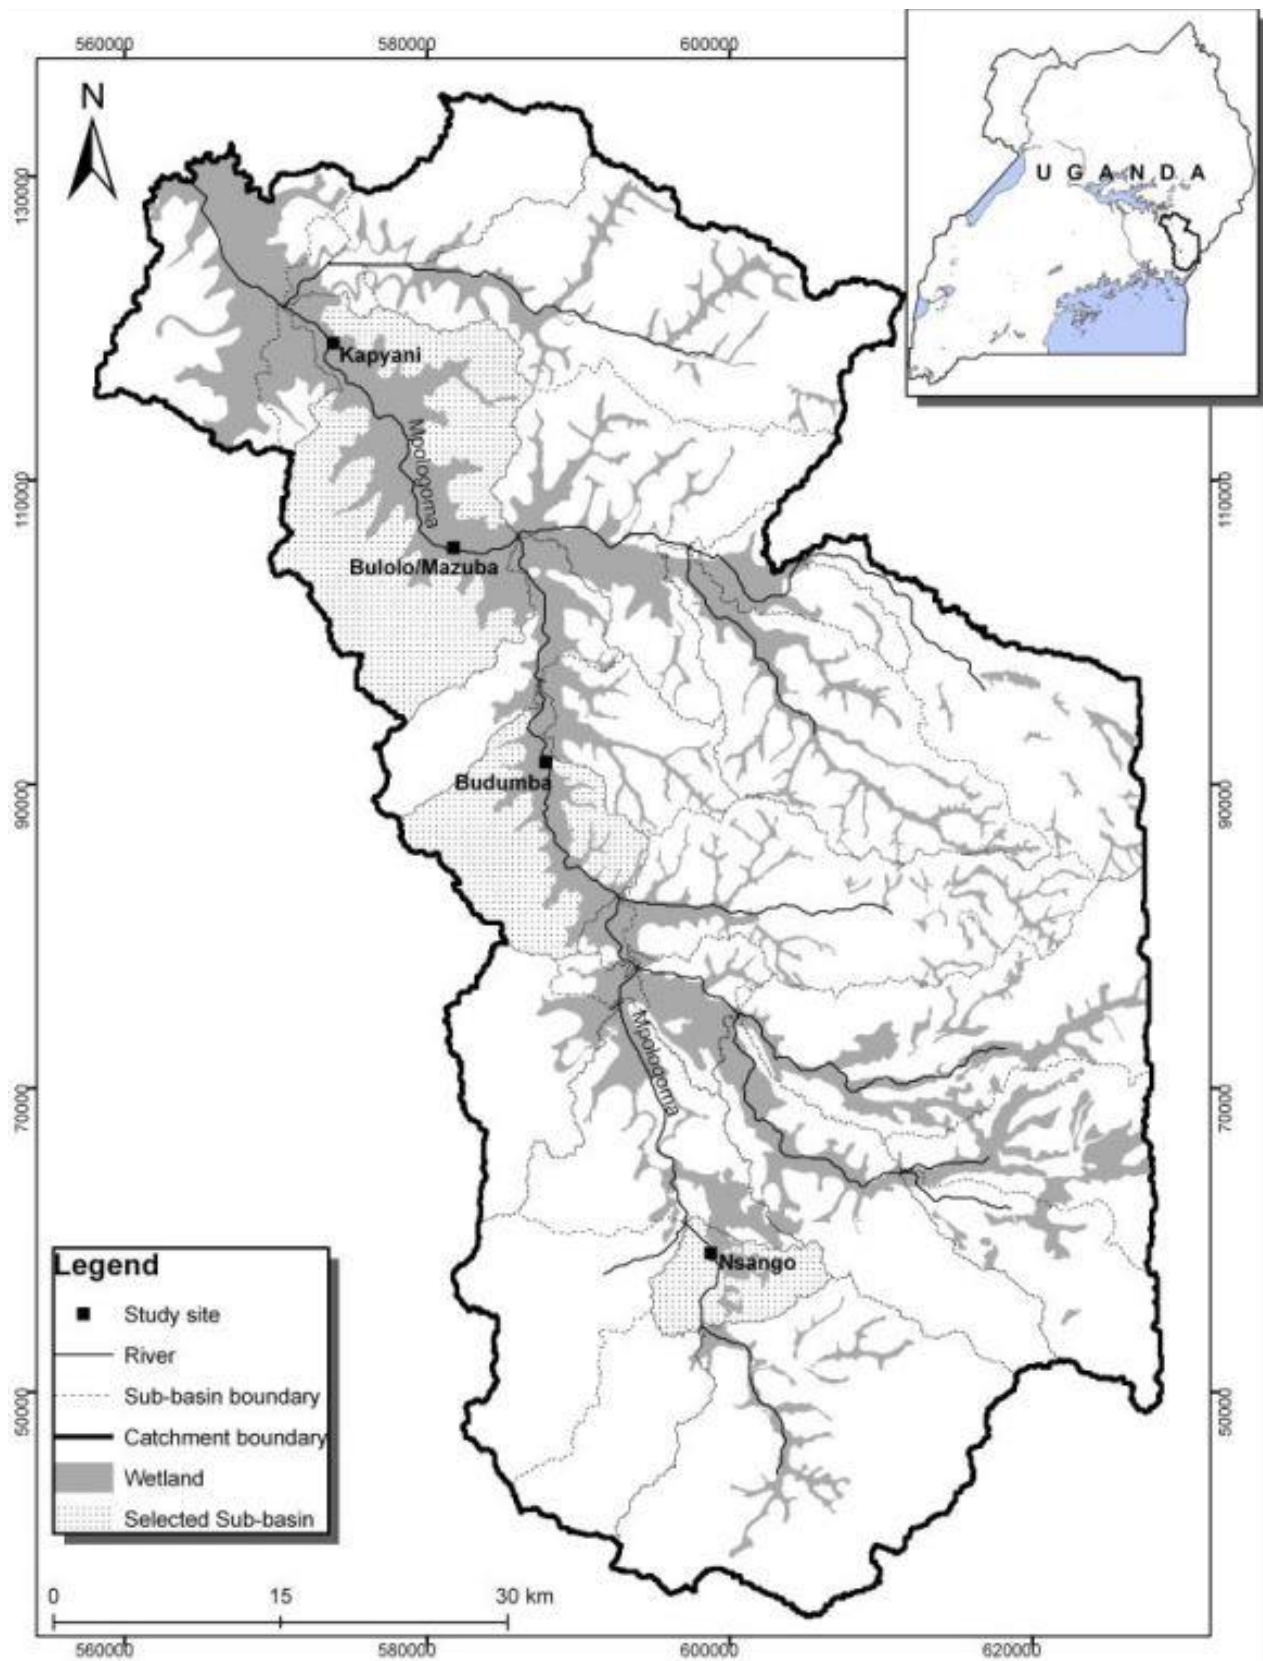 560000
580000
600000
N
U G A N D A
130000
Kapyani
Mpologoma
110000
110000
Bulolo/Mazuba
90000
Budumba
90000
Mpologoma
70000
70000
Nsango
Legend
Study site
River
Sub-basin boundary
Catchment boundary
Wetland
Selected Sub-basin
50000
50000
0
15
30 km
560000
580000
600000
620000